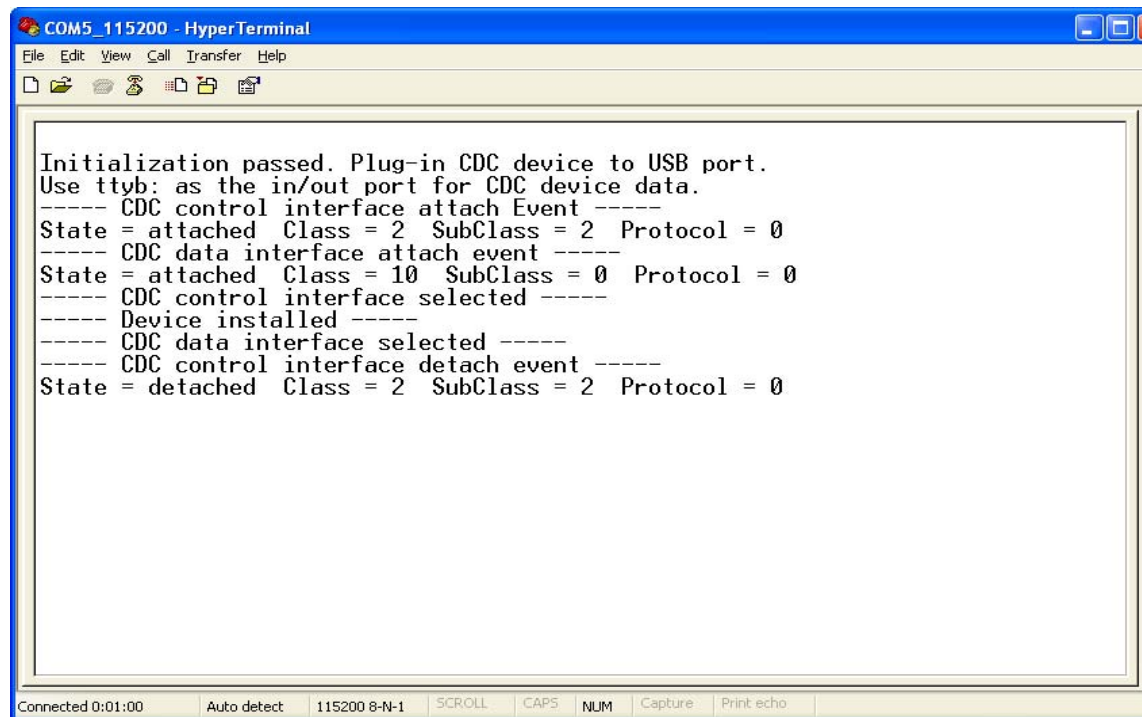 COM5_115200 - HyperTerminal
File Edit View Call Transfer Help
Initialization passed. Plug-in CDC device to USB port.
Use ttyb: as the in/out port for CDC device data.
----- CDC control interface attach Event -----
State = attached  Class = 2  SubClass = 2  Protocol = 0
----- CDC data interface attach event -----
State = attached  Class = 10  SubClass = 0  Protocol = 0
----- CDC control interface selected -----
----- Device installed -----
----- CDC data interface selected -----
----- CDC control interface detach event -----
State = detached  Class = 2  SubClass = 2  Protocol = 0
Connected 0:01:00 Auto detect 115200 8-N-1 SCROLL CAPS NUM Capture Print echo